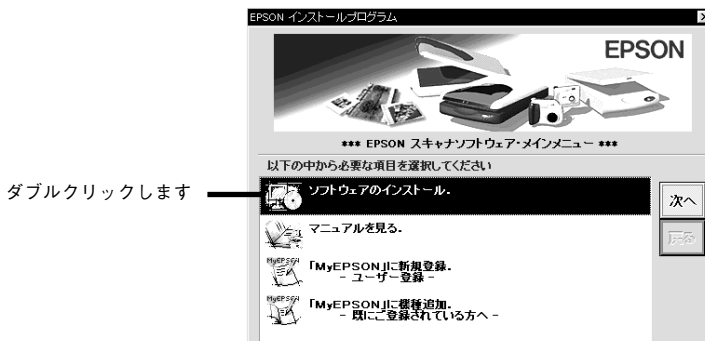 EPSON インストールプログラム
EPSON
*** EPSON スキャナソフトウェア・メインメニュー ***
以下の中から必要な項目を選択してください
ダブルクリックします
ソフトウェアのインストール.
次へ
マニュアルを見る.
戻る
MyEPSON
「MyEPSON」に新規登録.
- ユーザー登録 -
MyEPSON
「MyEPSON」に機種追加.
- 既にご登録されている方へ -